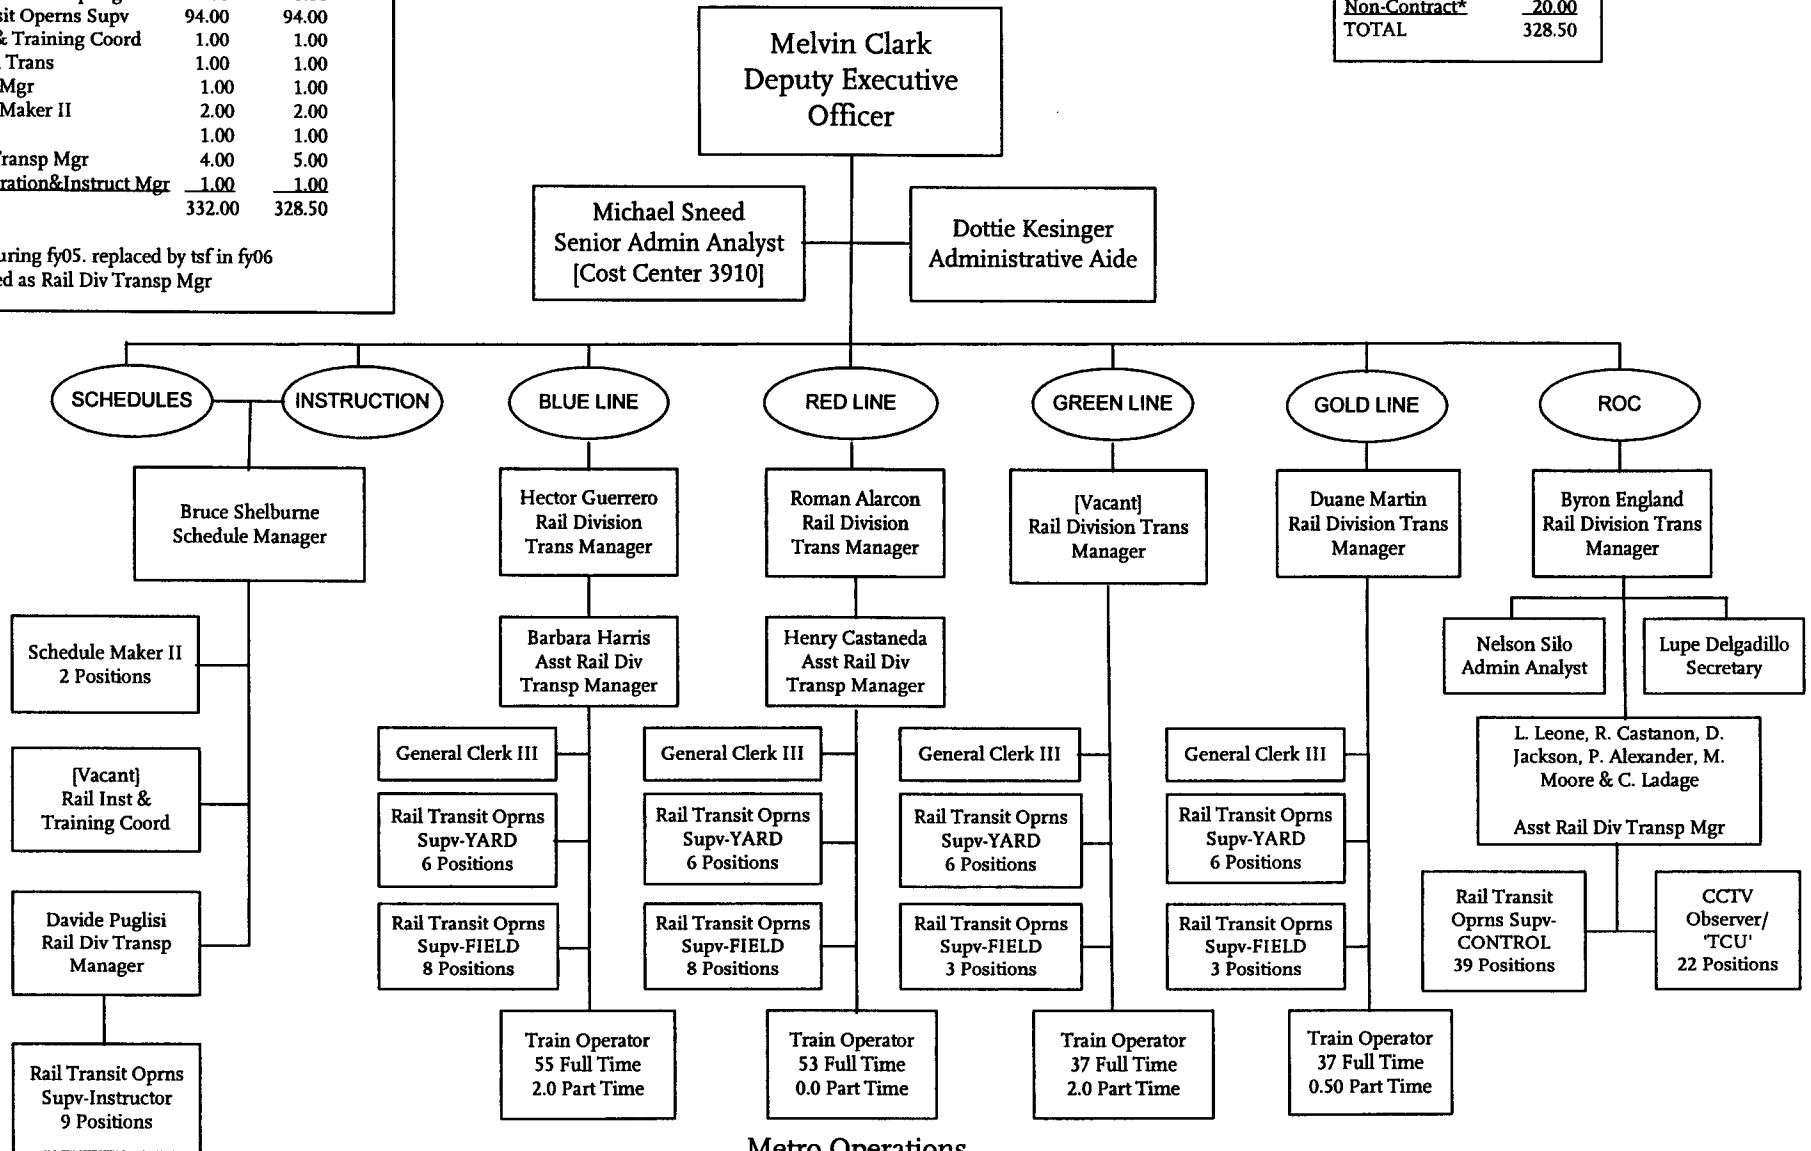 sit Operns Supv 94.00 94.00
& Training Coord 1.00 1.00
Trans 1.00 1.00
Mgr 1.00 1.00
Maker II 2.00 2.00
1.00 1.00
ransp Mgr 4.00 5.00
ration&Instruct Mgr 1.00 1.00
332.00 328.50
uring fy05. replaced by tsf in fy06
ed as Rail Div Transp Mgr
Non-Contract* 20.00
TOTAL 328.50
Melvin Clark
Deputy Executive
Officer
Michael Sneed
Senior Admin Analyst
[Cost Center 3910]
Dottie Kesinger
Administrative Aide
SCHEDULES
INSTRUCTION
BLUE LINE
RED LINE
GREEN LINE
GOLD LINE
ROC
Bruce Shelburne
Schedule Manager
Hector Guerrero
Rail Division
Trans Manager
Roman Alarcon
Rail Division
Trans Manager
[Vacant]
Rail Division Trans
Manager
Duane Martin
Rail Division Trans
Manager
Byron England
Rail Division Trans
Manager
Schedule Maker II
2 Positions
[Vacant]
Rail Inst &
Training Coord
Davide Puglisi
Rail Div Transp
Manager
Rail Transit Oprns
Supv-Instructor
9 Positions
Barbara Harris
Asst Rail Div
Transp Manager
General Clerk III
Rail Transit Oprns
Supv-YARD
6 Positions
Rail Transit Oprns
Supv-FIELD
8 Positions
Train Operator
55 Full Time
2.0 Part Time
Henry Castaneda
Asst Rail Div
Transp Manager
General Clerk III
Rail Transit Oprns
Supv-YARD
6 Positions
Rail Transit Oprns
Supv-FIELD
8 Positions
Train Operator
53 Full Time
0.0 Part Time
General Clerk III
Rail Transit Oprns
Supv-YARD
6 Positions
Rail Transit Oprns
Supv-FIELD
3 Positions
Train Operator
37 Full Time
2.0 Part Time
General Clerk III
Rail Transit Oprns
Supv-YARD
6 Positions
Rail Transit Oprns
Supv-FIELD
3 Positions
Train Operator
37 Full Time
0.50 Part Time
Nelson Silo
Admin Analyst
Lupe Delgadillo
Secretary
L. Leone, R. Castanon, D.
Jackson, P. Alexander, M.
Moore & C. Ladage
Asst Rail Div Transp Mgr
Rail Transit
Oprns Supv-
CONTROL
39 Positions
CCTV
Observer/
'TCU'
22 Positions
Metro Operations